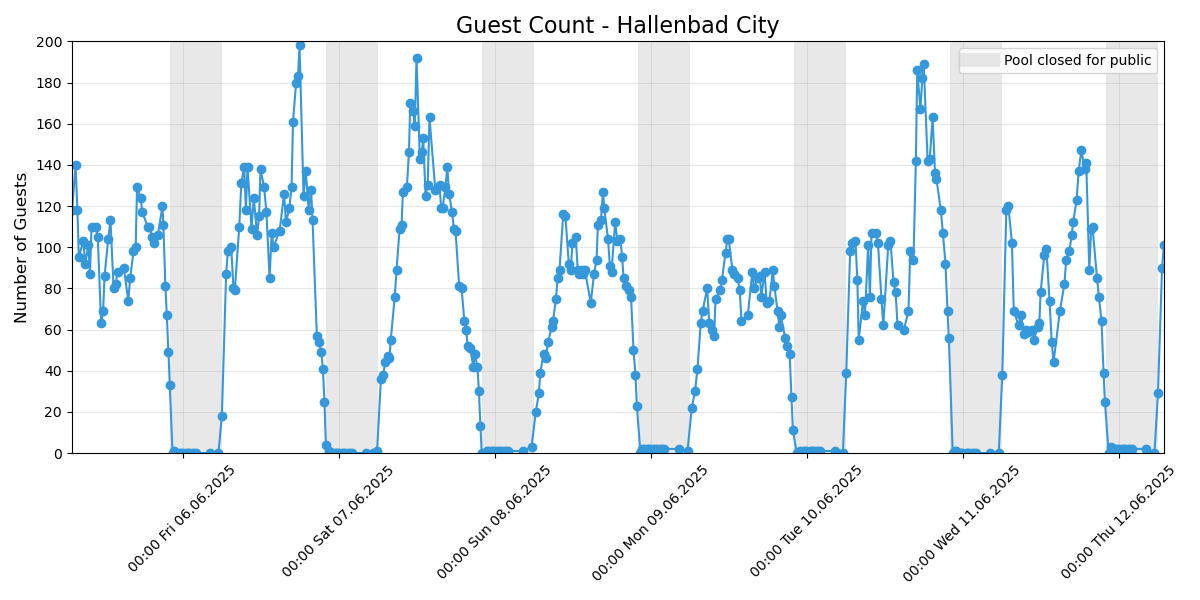 Guest Count - Hallenbad City
Number of Guests
200
180
160
140
120
100
80
60
40
20
0
Pool closed for public
00:00 Fri 06.06.2025
00:00 Sat 07.06.2025
00:00 Sun 08.06.2025
00:00 Mon 09.06.2025
00:00 Tue 10.06.2025
00:00 Wed 11.06.2025
00:00 Thu 12.06.2025